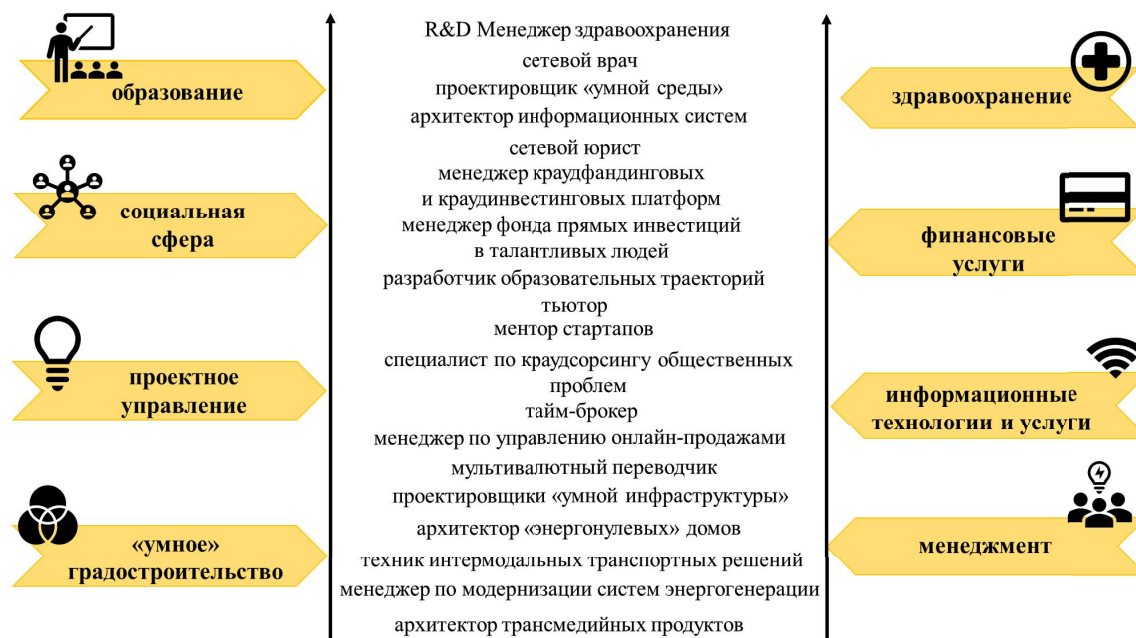 образование
социальная
сфера
проектное
управление
«умное»
градостроительство
R&D Менеджер здравоохранения
сетевой врач
проектировщик «умной среды»
архитектор информационных систем
сетевой юрист
менеджер краудфандинговых
и краудинвестинговых платформ
менеджер фонда прямых инвестиций
в талантливых людей
разработчик образовательных траекторий
тьютор
ментор стартапов
специалист по краудсорсингу общественных
проблем
тайм-брокер
менеджер по управлению онлайн-продажами
мультивалютный переводчик
проектировщики «умной инфраструктуры»
архитектор «энергонулевых» домов
техник интермодальных транспортных решений
менеджер по модернизации систем энергогенерации
архитектор трансмедийных продуктов
здравоохранение
финансовые
услуги
информационные
технологии и услуги
менеджмент